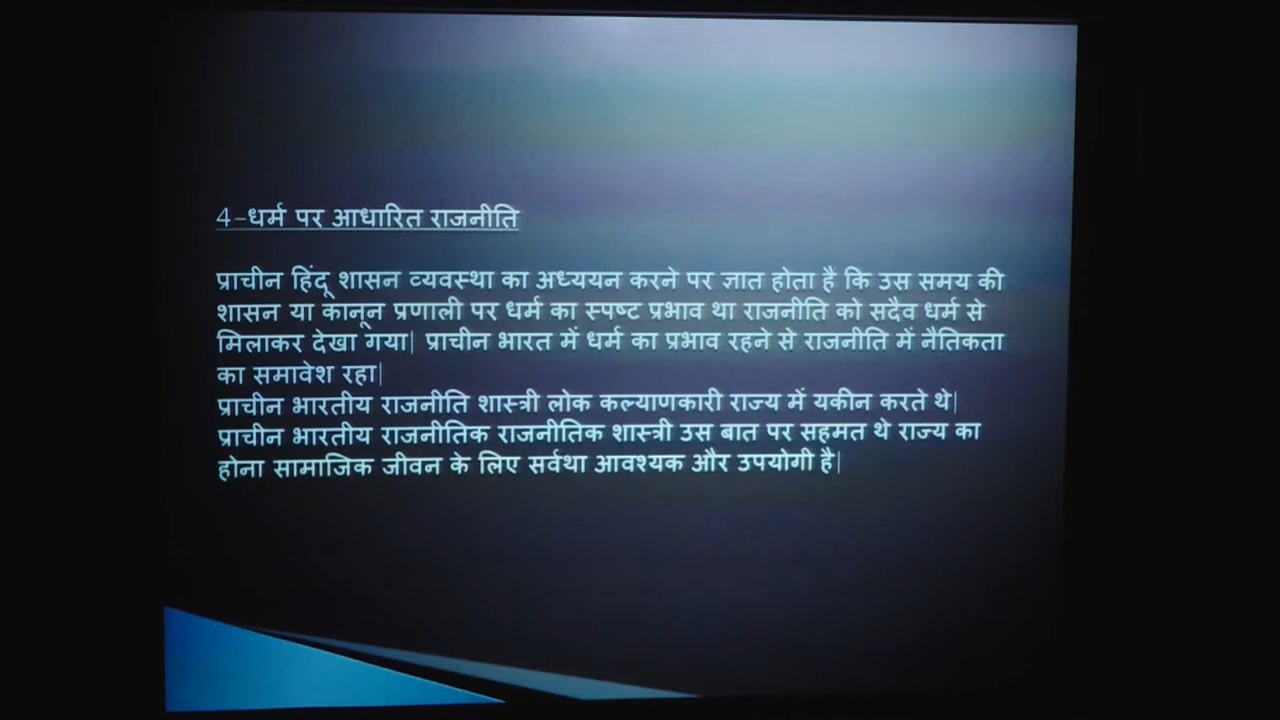 4-धर्म पर आधारित राजनीति
प्राचीन हिंदू शासन व्यवस्था का अध्ययन करने पर ज्ञात होता है कि उस समय की
शासन या कानून प्रणाली पर धर्म का स्पष्ट प्रभाव था राजनीति को सदैव धर्म से
मिलाकर देखा गया| प्राचीन भारत में धर्म का प्रभाव रहने से राजनीति में नैतिकता
का समावेश रहा|
प्राचीन भारतीय राजनीति शास्त्री लोक कल्याणकारी राज्य में यकीन करते थे|
प्राचीन भारतीय राजनीतिक राजनीतिक शास्त्री उस बात पर सहमत थे राज्य का
होना सामाजिक जीवन के लिए सर्वथा आवश्यक और उपयोगी है|